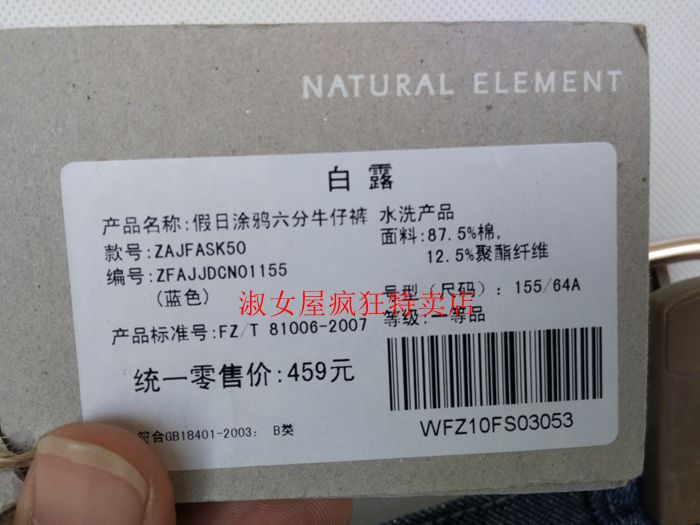 NATURAL ELEMENT
白 露
产品名称:假日涂鸦六分牛仔裤 水洗产品
款号:ZAJFASK50
面料:87.5%棉,
12.5%聚酯纤维
编号:ZFAJJDCN01155
(蓝色)
号型(尺码):155/64A
淑女屋疯狂特卖店
产品标准号:FZ/T 81006-2007
等级:一等品
统一零售价:459元
符合GB18401-2003: B类
WFZ10FS03053